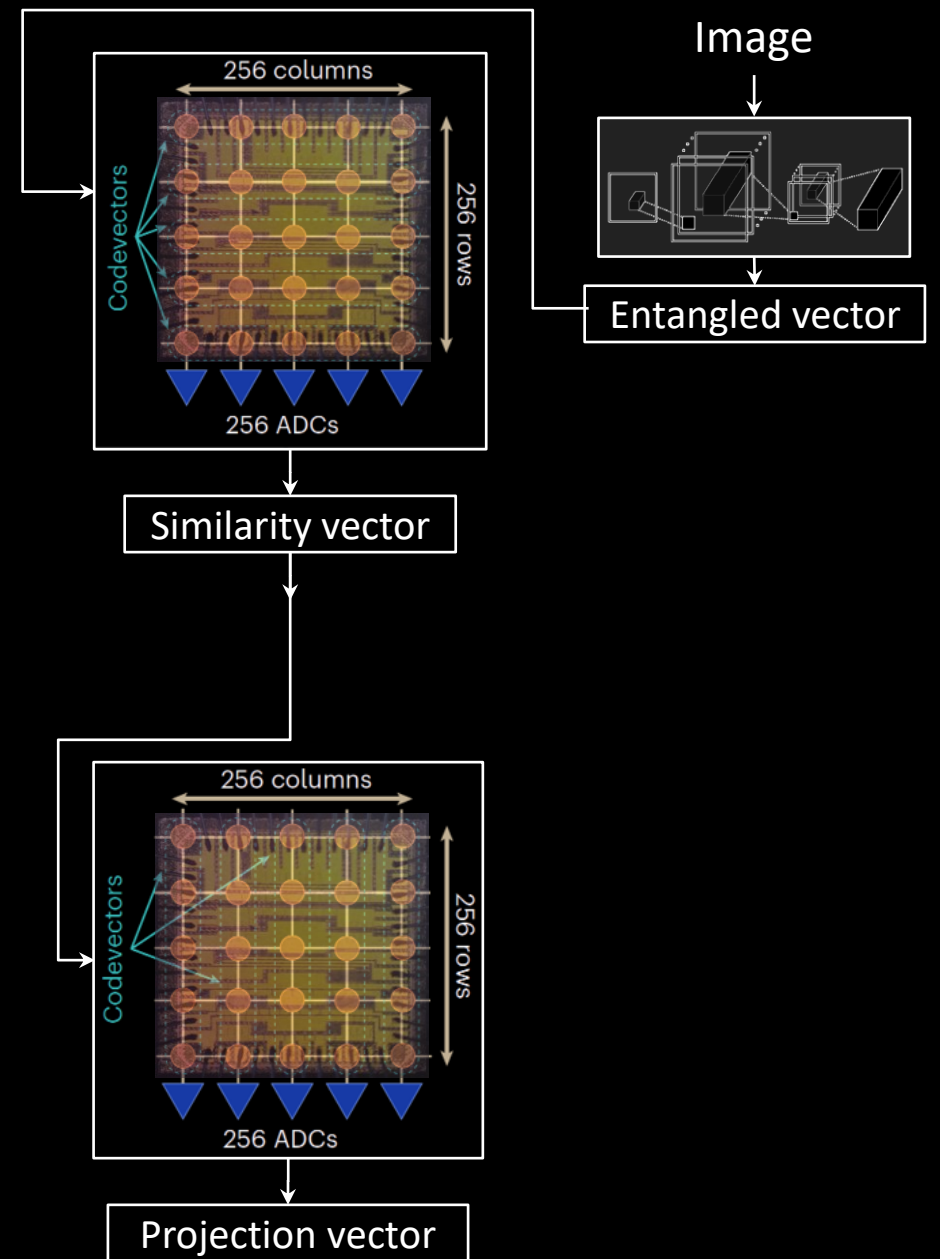 Image
Entangled vector
256 columns
Codevectors
256 rows
256 ADCs
Similarity vector
256 columns
Codevectors
256 rows
256 ADCs
Projection vector